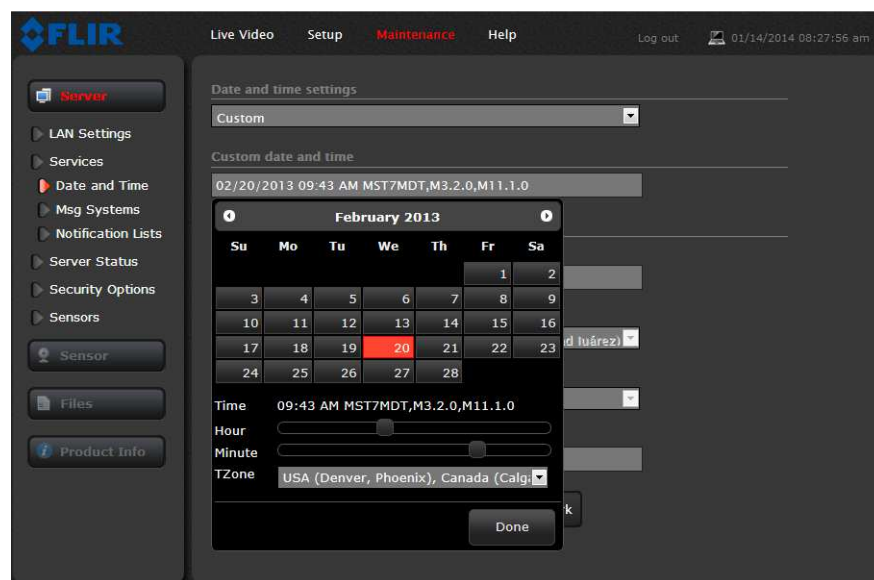 FLIR
Live Video Setup Maintenance Help Log out 01/14/2014 08:27:56 am
Server
LAN Settings
Services
Date and Time
Msg Systems
Notification Lists
Server Status
Security Options
Sensors
Sensor
Files
Product Info
Date and time settings
Custom
Custom date and time
02/20/2013 09:43 AM MST7MDT,M3.2.0,M11.1.0
February 2013
Su Mo Tu We Th Fr Sa
1 2
3 4 5 6 7 8 9
10 11 12 13 14 15 16
17 18 19 20 21 22 23
24 25 26 27 28
Time 09:43 AM MST7MDT,M3.2.0,M11.1.0
Hour
Minute
TZone USA (Denver, Phoenix), Canada (Calga
Done